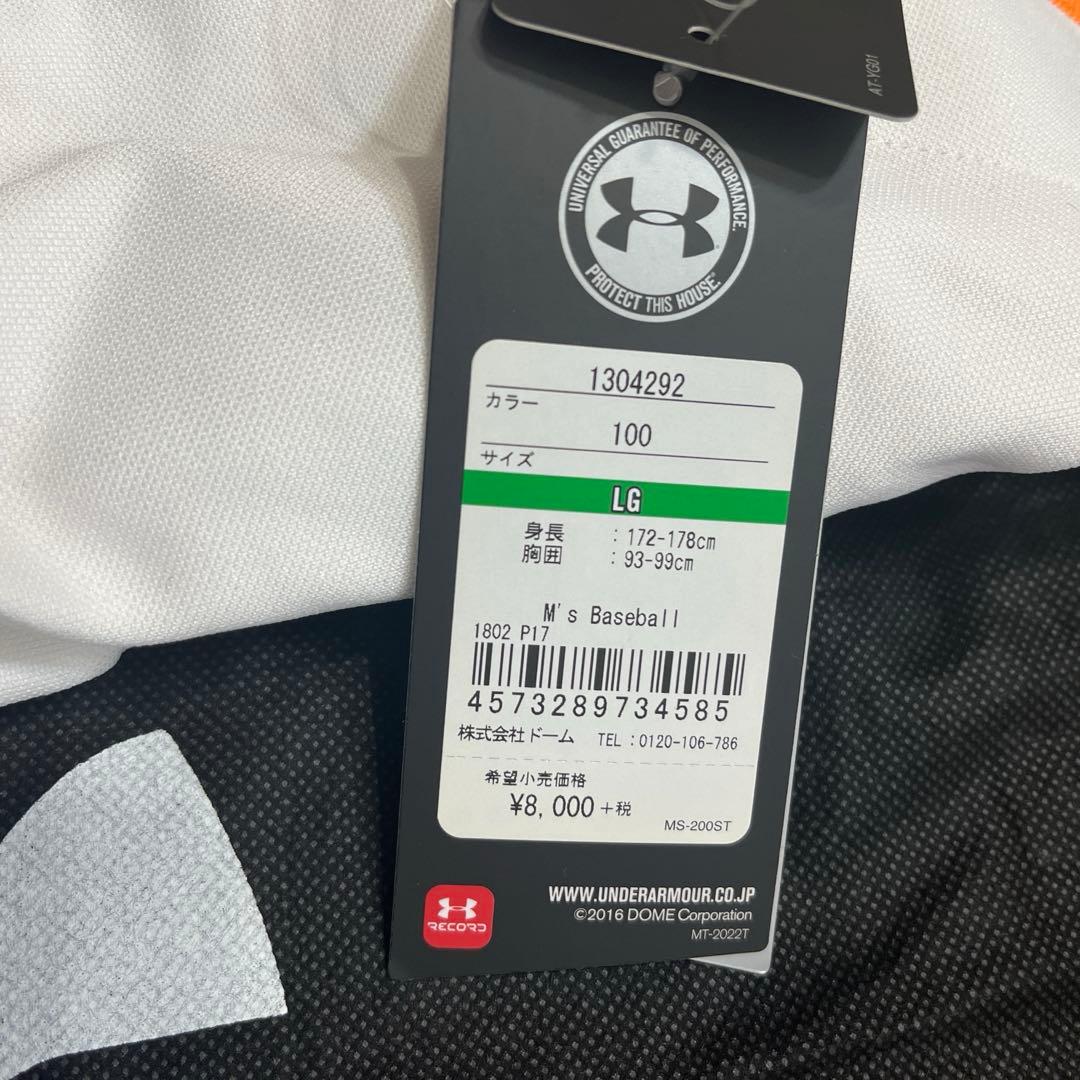 AT-YG01
UNIVERSAL GUARANTEE OF PERFORMANCE.
PROTECT THIS HOUSE.
1304292
カラー
100
サイズ
LG
身長 : 172-178cm
胸囲 : 93-99cm
M's Baseball
1802 P17
4573289734585
株式会社ドーム TEL:0120-106-786
希望小売価格
¥8,000+税
MS-200ST
WWW.UNDERARMOUR.CO.JP
©2016 DOME Corporation
MT-2022T
RECORD